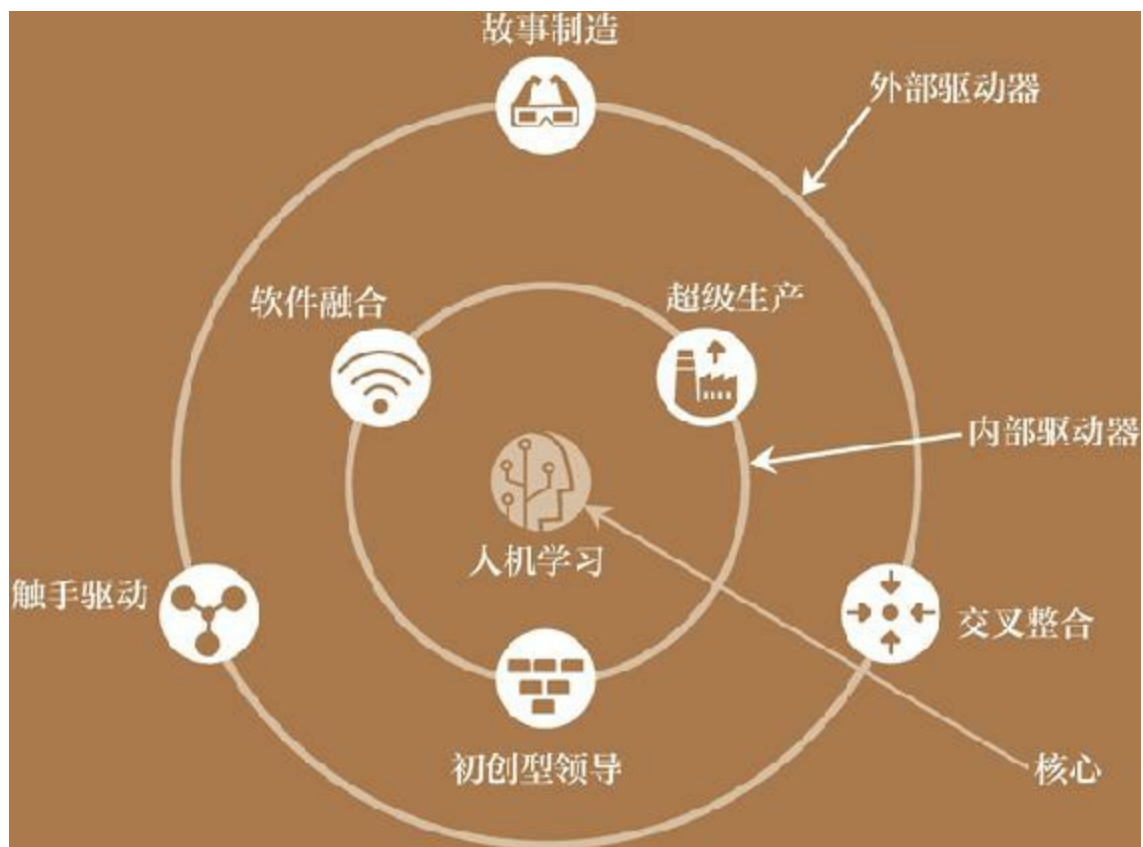 故事制造
外部驱动器
软件融合
超级生产
内部驱动器
人机学习
触手驱动
交叉整合
初创型领导
核心